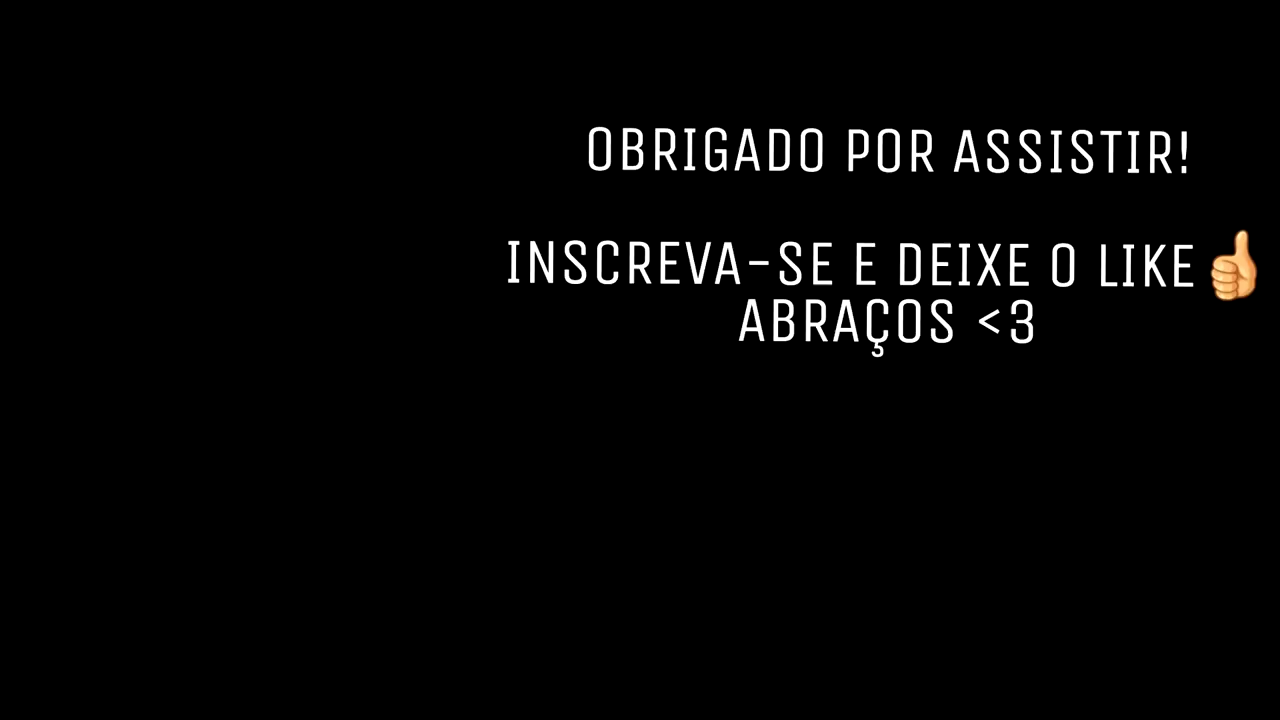 OBRIGADO POR ASSISTIR!
INSCREVA-SE E DEIXE O LIKE👍
ABRAÇOS <3